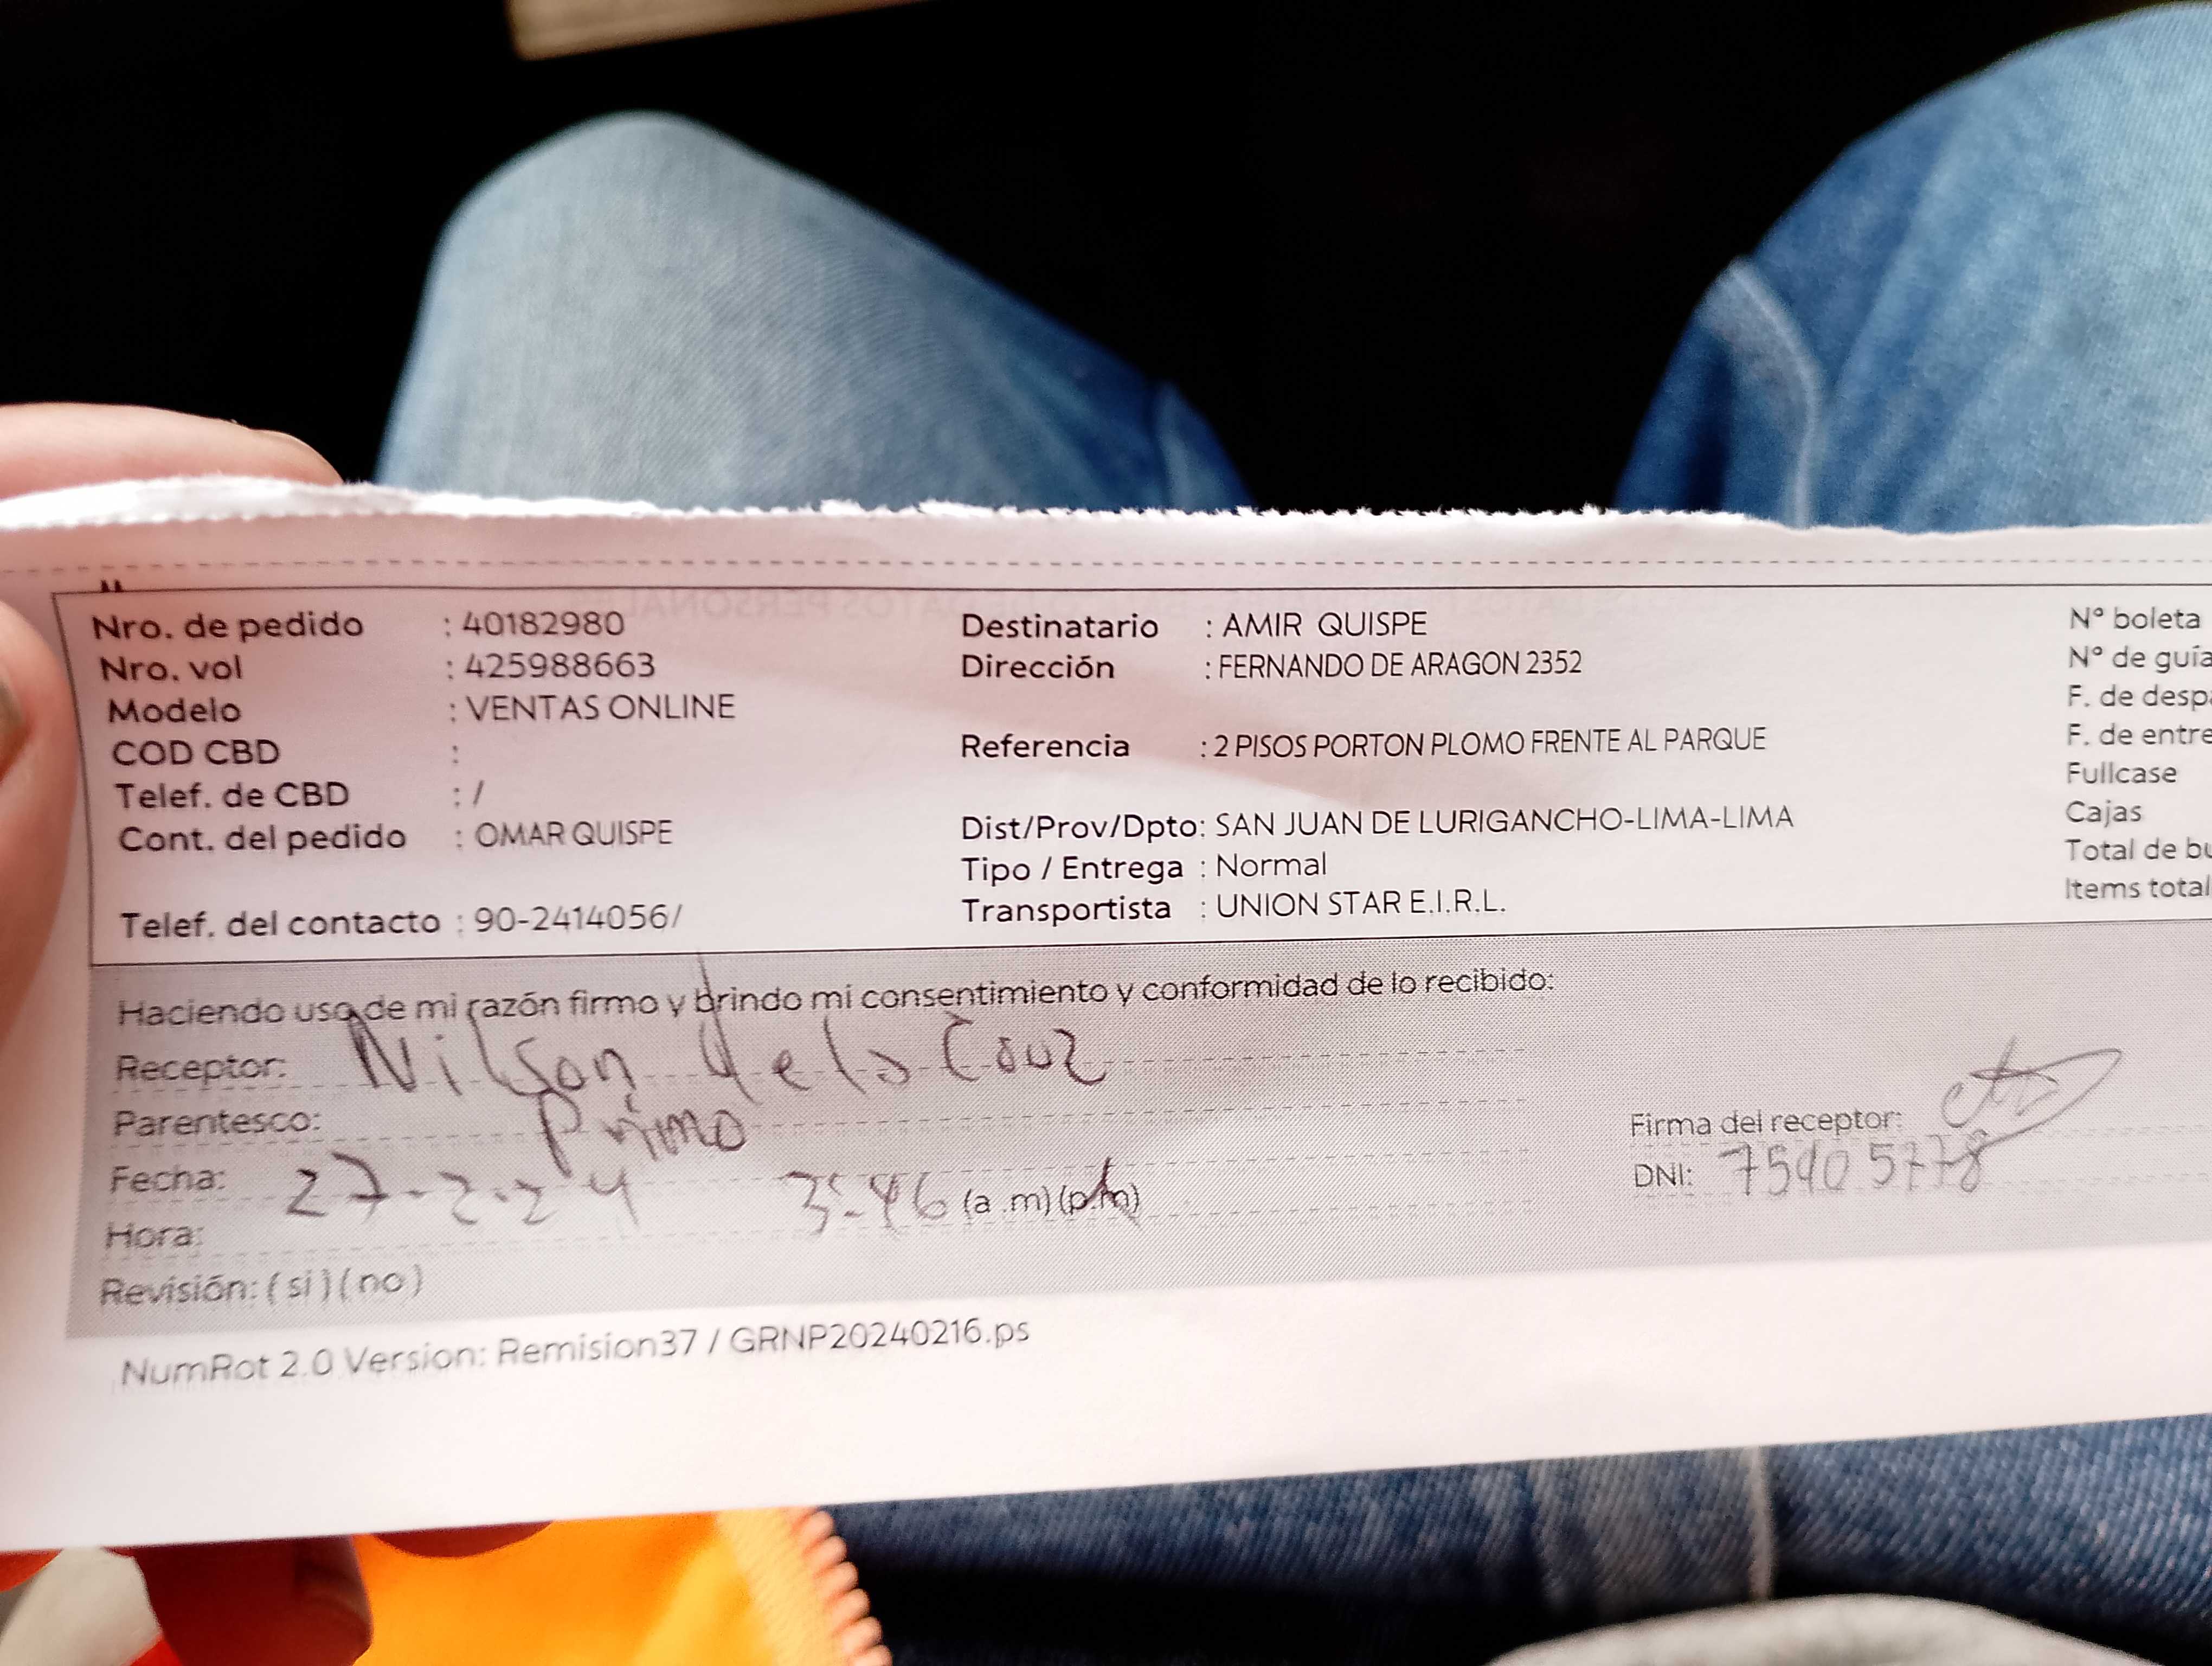 Nro. de pedido : 40182980
Nro. vol : 425988663
Modelo : VENTAS ONLINE
COD CBD :
Telef. de CBD : /
Cont. del pedido : OMAR QUISPE
Telef. del contacto : 90-2414056/
Destinatario : AMIR QUISPE
Dirección : FERNANDO DE ARAGON 2352
Referencia : 2 PISOS PORTON PLOMO FRENTE AL PARQUE
Dist/Prov/Dpto: SAN JUAN DE LURIGANCHO-LIMA-LIMA
Tipo / Entrega : Normal
Transportista : UNION STAR E.I.R.L.
N° boleta
N° de guía
F. de desp
F. de entre
Fullcase
Cajas
Total de bu
Items total
Haciendo uso de mi razón firmo y brindo mi consentimiento y conformidad de lo recibido:
Receptor: Nilson dela Cruz
Parentesco: Primo
Fecha: 27-2-24 3:46 (a.m)(p.m)
Hora:
Revisión: (si)(no)
Firma del receptor:
DNI: 75905778
NumRot 2.0 Version: Remision37 / GRNP20240216.ps